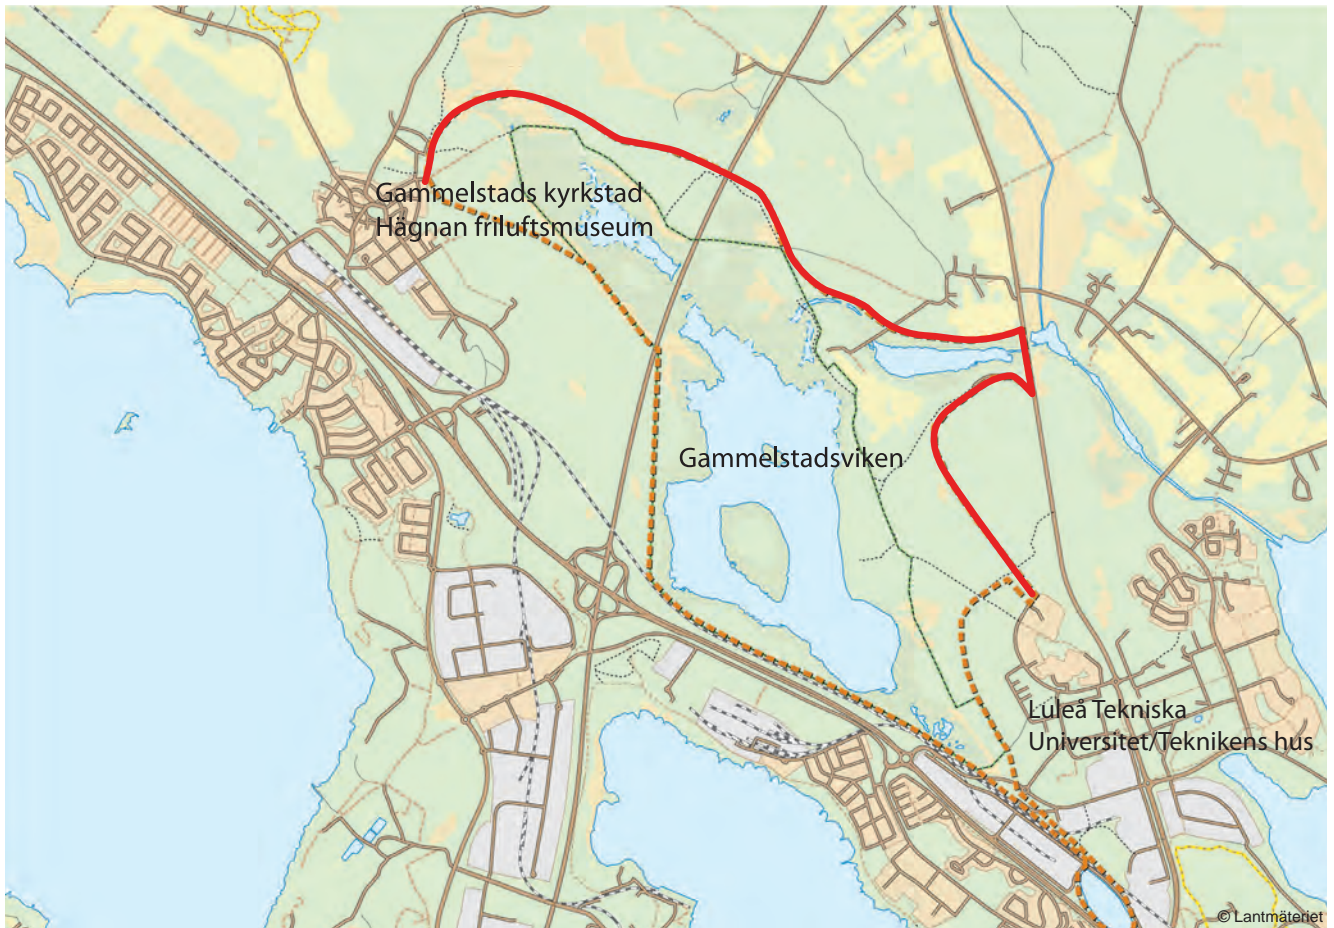 Gammelstads kyrkstad
Hägnan friluftsmuseum
Gammelstadsviken
Luleå Tekniska
Universitet/Teknikens hus
© Lantmäteriet